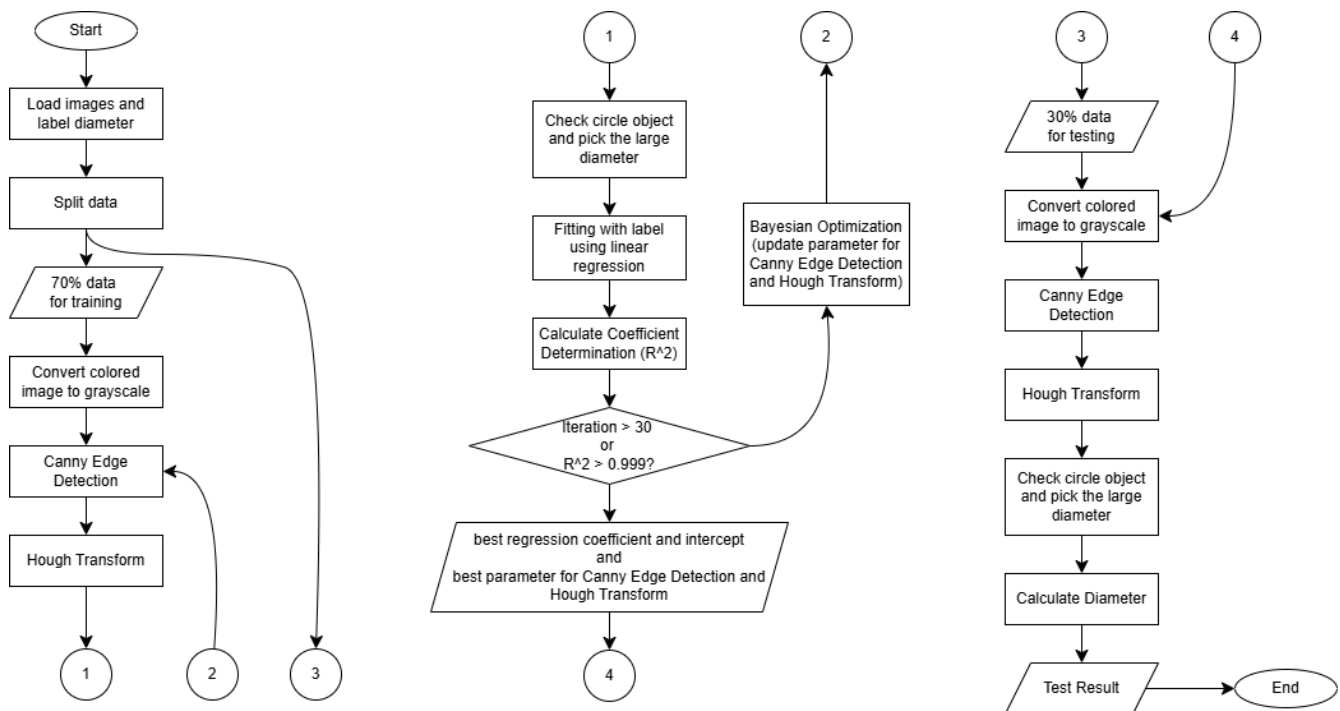 Start
Load images and
label diameter
Split data
70% data
for training
Convert colored
image to grayscale
Canny Edge
Detection
Hough Transform
1
2
3
1
Check circle object
and pick the large
diameter
Fitting with label
using linear
regression
Calculate Coefficient
Determination (R^2)
Iteration > 30
or
R^2 > 0.999?
best regression coefficient and intercept
and
best parameter for Canny Edge Detection and
Hough Transform
4
2
Bayesian Optimization
(update parameter for
Canny Edge Detection
and Hough Transform)
3
4
30% data
for testing
Convert colored
image to grayscale
Canny Edge
Detection
Hough Transform
Check circle object
and pick the large
diameter
Calculate Diameter
Test Result
End